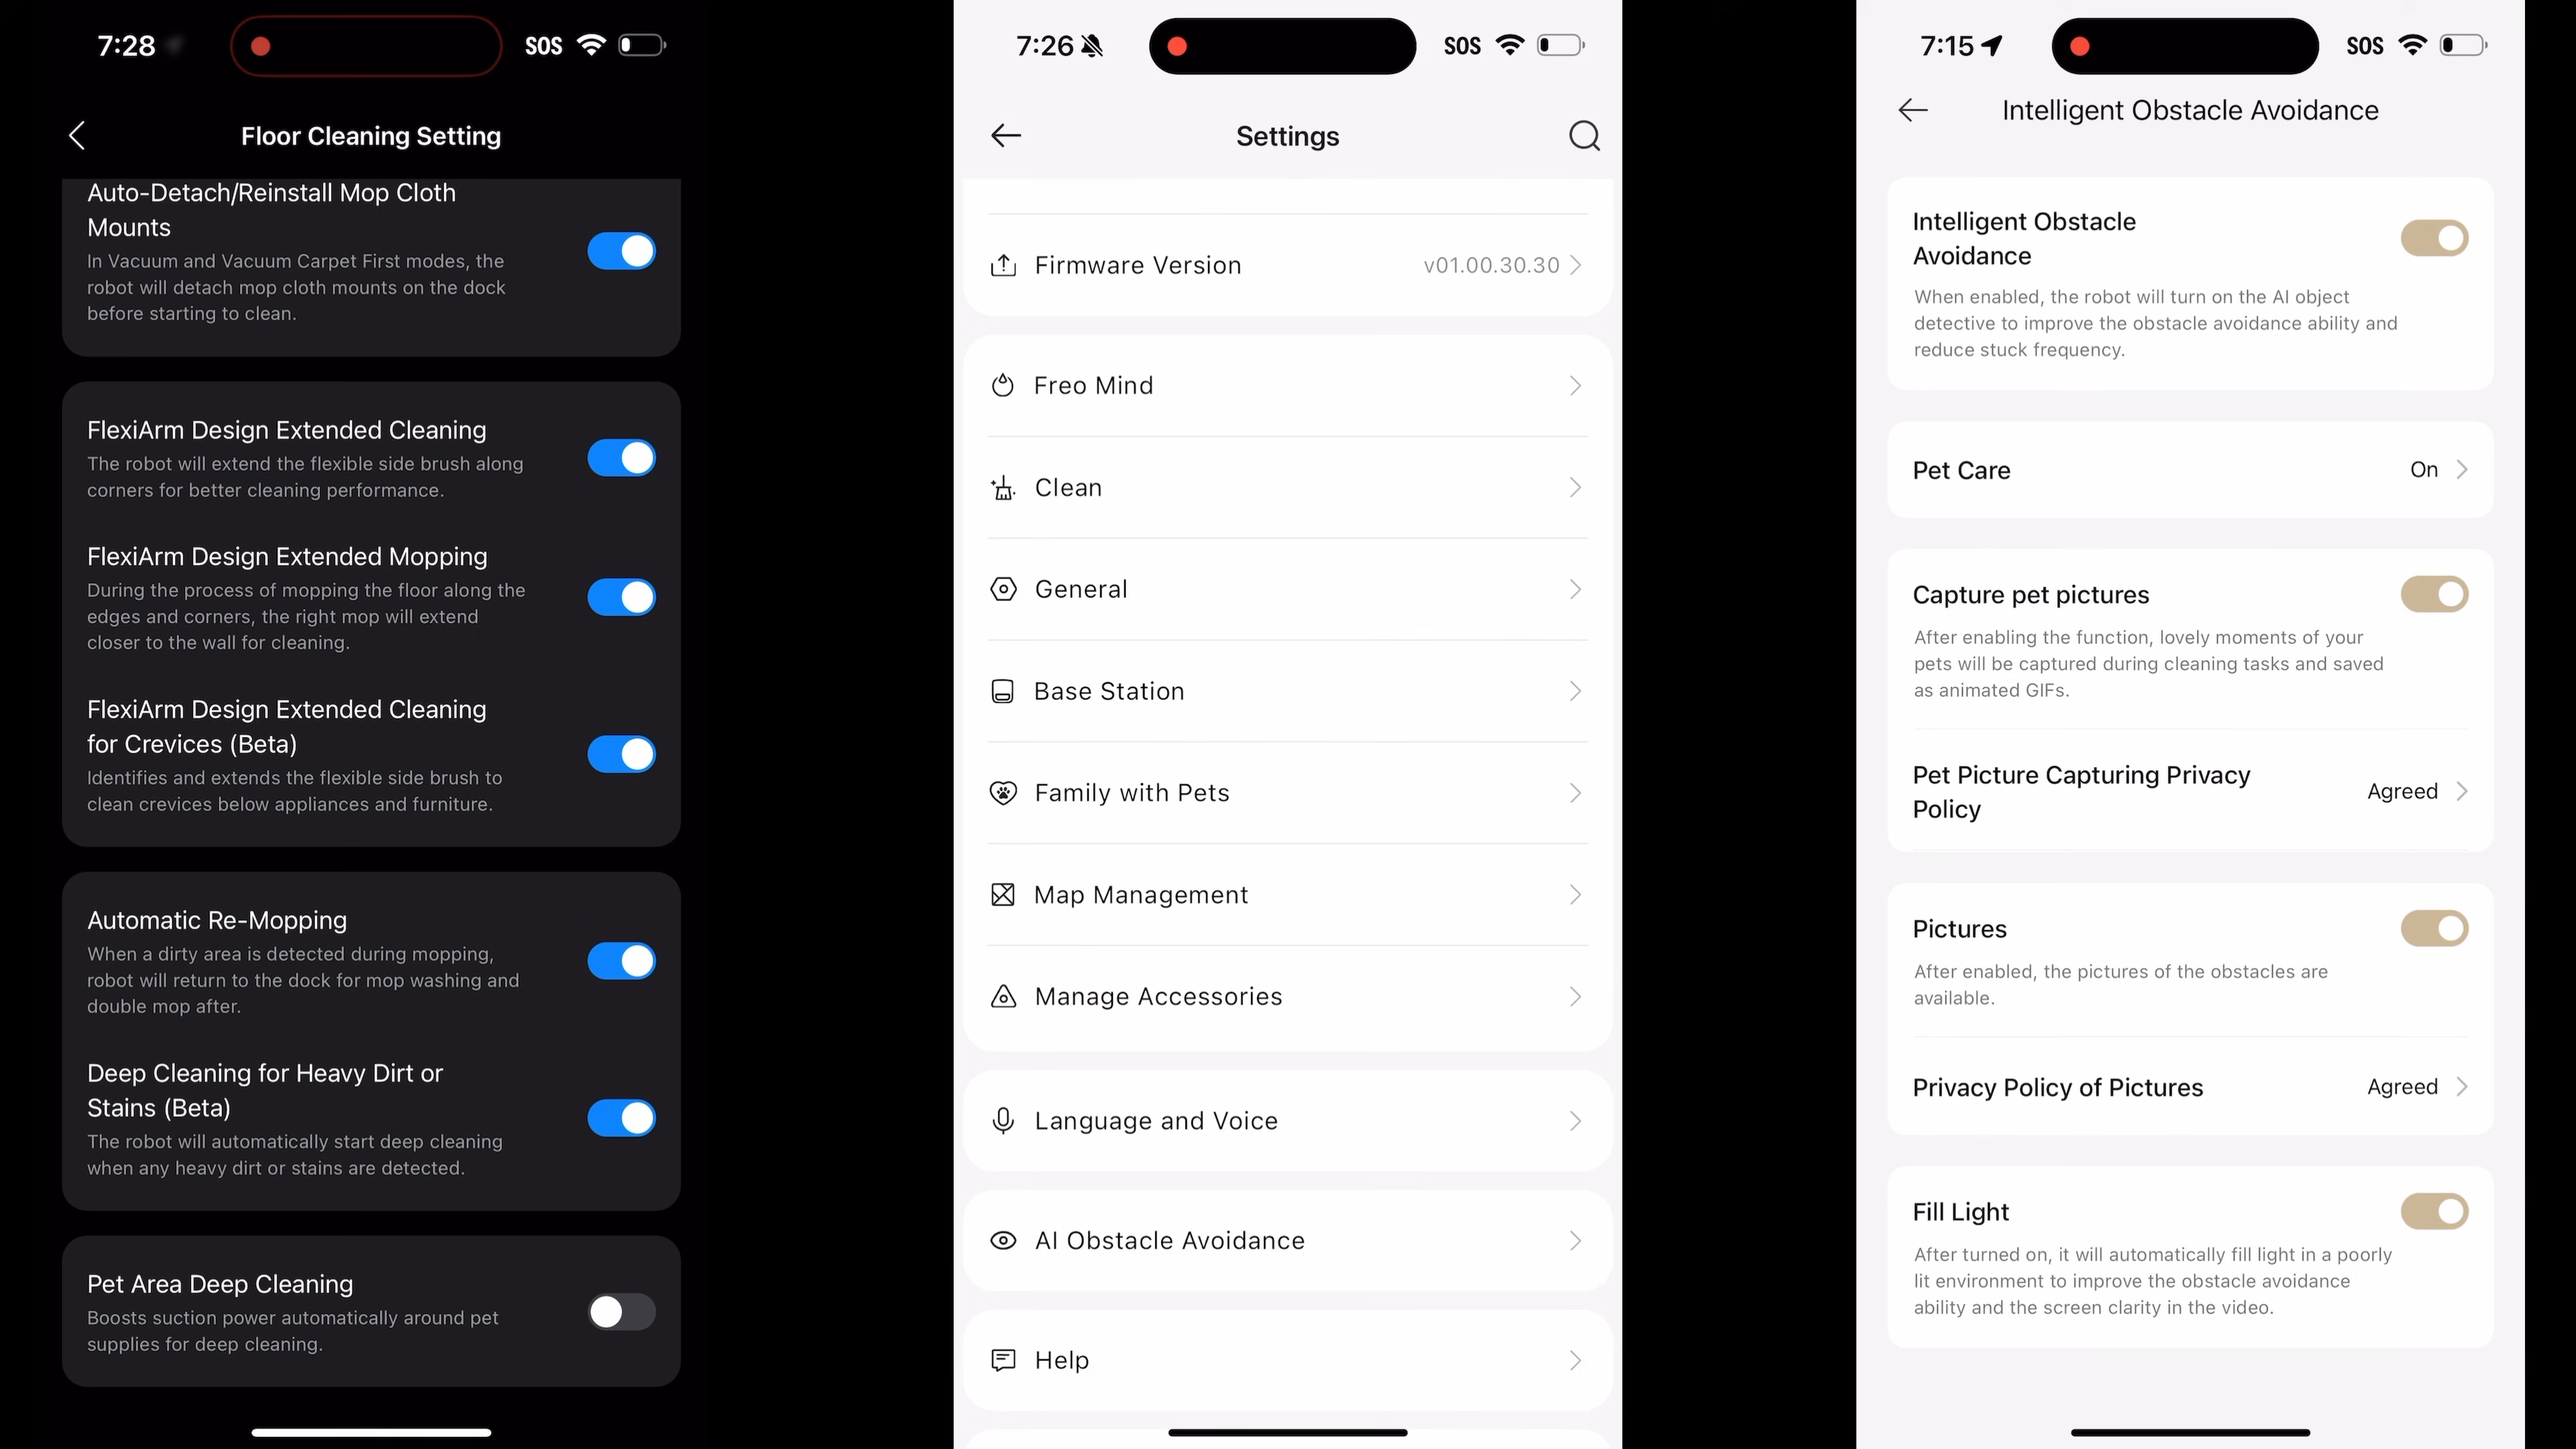 7:28
SOS
Floor Cleaning Setting
Auto-Detach/Reinstall Mop Cloth
Mounts
In Vacuum and Vacuum Carpet First modes, the
robot will detach mop cloth mounts on the dock
before starting to clean.
FlexiArm Design Extended Cleaning
The robot will extend the flexible side brush along
corners for better cleaning performance.
FlexiArm Design Extended Mopping
During the process of mopping the floor along the
edges and corners, the right mop will extend
closer to the wall for cleaning.
FlexiArm Design Extended Cleaning
for Crevices (Beta)
Identifies and extends the flexible side brush to
clean crevices below appliances and furniture.
Automatic Re-Mopping
When a dirty area is detected during mopping,
robot will return to the dock for mop washing and
double mop after.
Deep Cleaning for Heavy Dirt or
Stains (Beta)
The robot will automatically start deep cleaning
when any heavy dirt or stains are detected.
Pet Area Deep Cleaning
Boosts suction power automatically around pet
supplies for deep cleaning.
7:26
SOS
Settings
Firmware Version v01.00.30.30
Freo Mind
Clean
General
Base Station
Family with Pets
Map Management
Manage Accessories
Language and Voice
AI Obstacle Avoidance
Help
7:15
SOS
Intelligent Obstacle Avoidance
Intelligent Obstacle
Avoidance
When enabled, the robot will turn on the AI object
detective to improve the obstacle avoidance ability and
reduce stuck frequency.
Pet Care On
Capture pet pictures
After enabling the function, lovely moments of your
pets will be captured during cleaning tasks and saved
as animated GIFs.
Pet Picture Capturing Privacy
Policy
Agreed
Pictures
After enabled, the pictures of the obstacles are
available.
Privacy Policy of Pictures Agreed
Fill Light
After turned on, it will automatically fill light in a poorly
lit environment to improve the obstacle avoidance
ability and the screen clarity in the video.